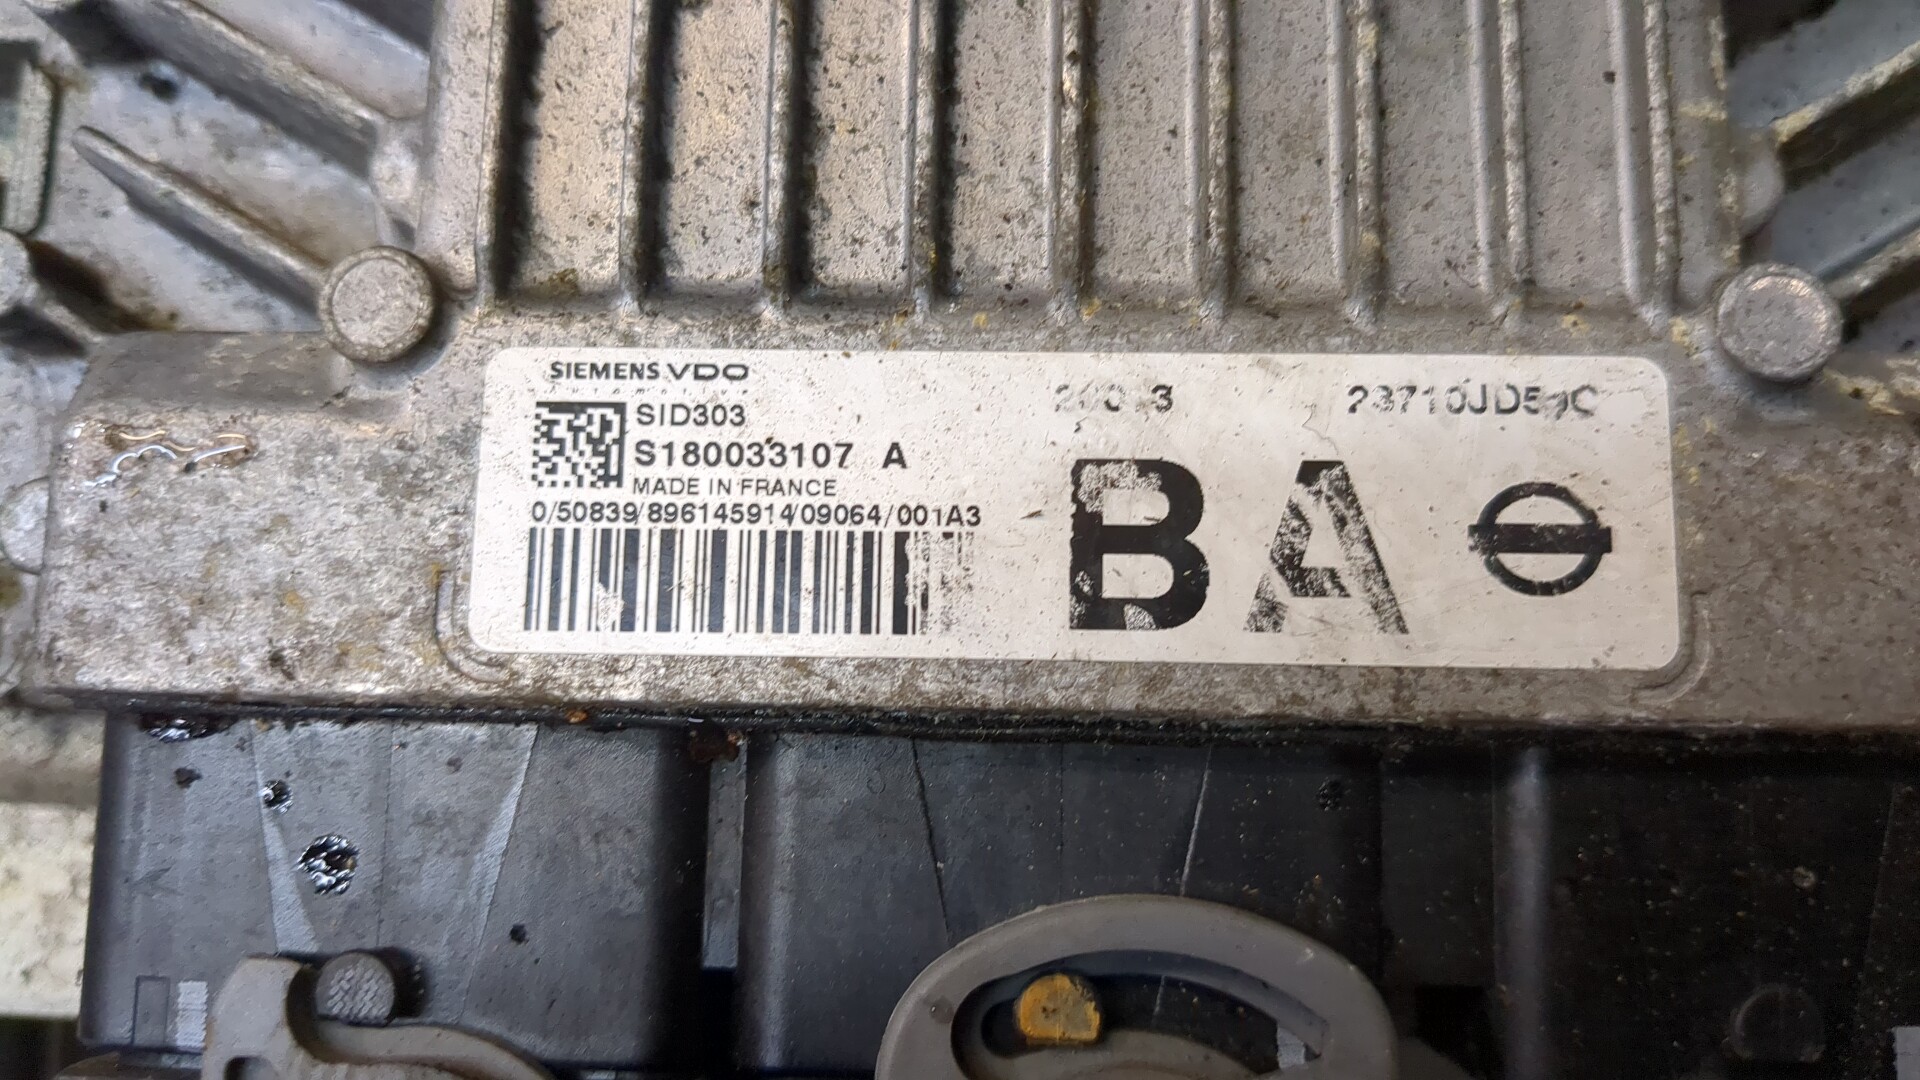 SIEMENS VDO
SID303
S180033107 A
MADE IN FRANCE
0/50839/896145914/09064/001A3
BA